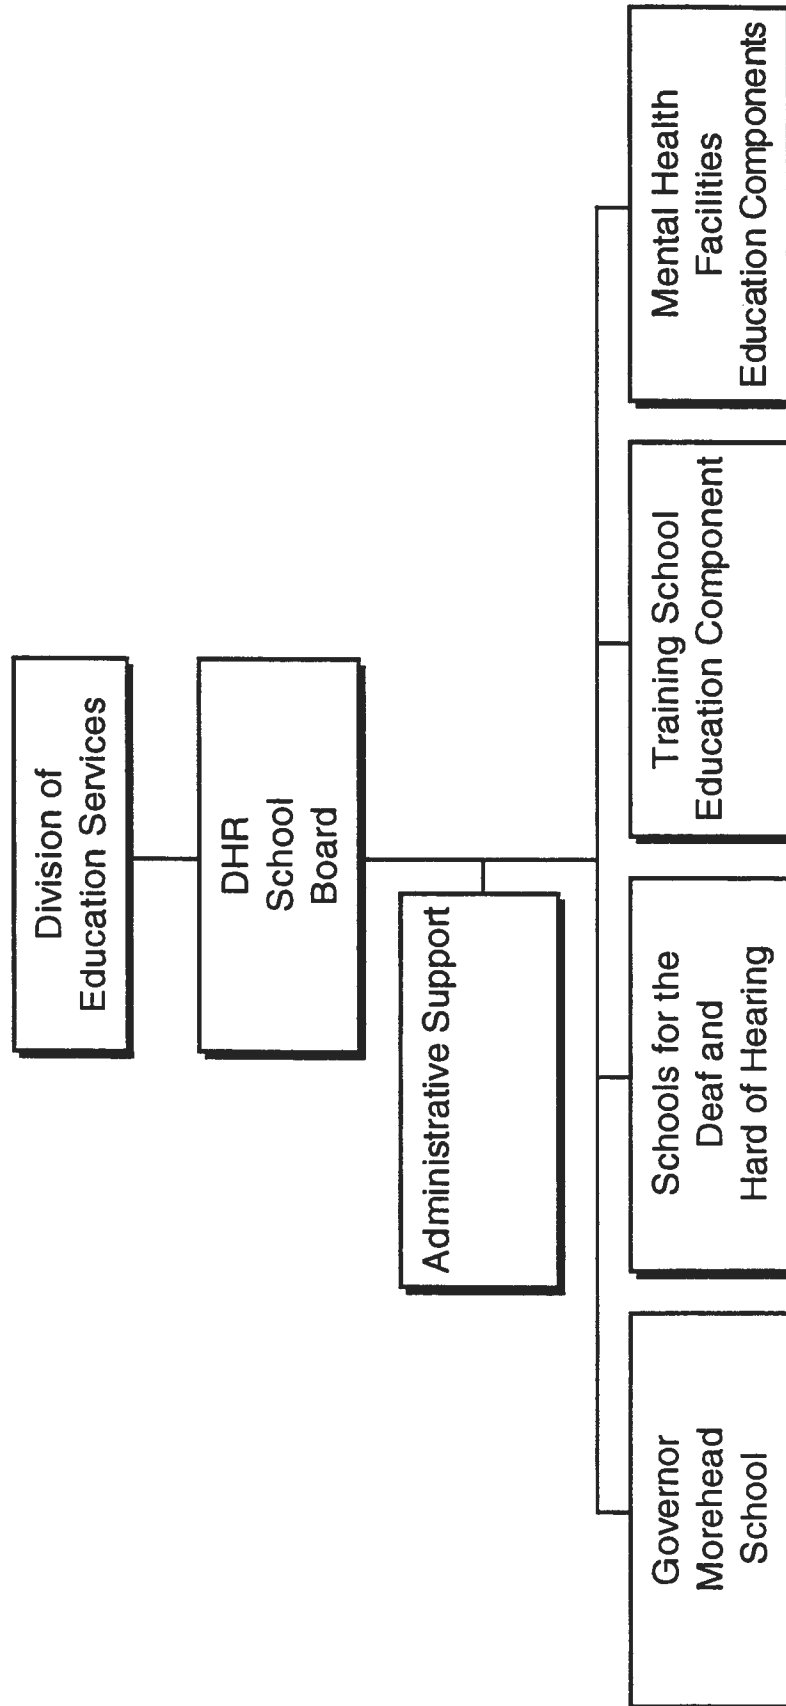 Division of
Education Services
DHR
School
Board
Administrative Support
Governor
Morehead
School
Schools for the
Deaf and
Hard of Hearing
Training School
Education Component
Mental Health
Facilities
Education Components